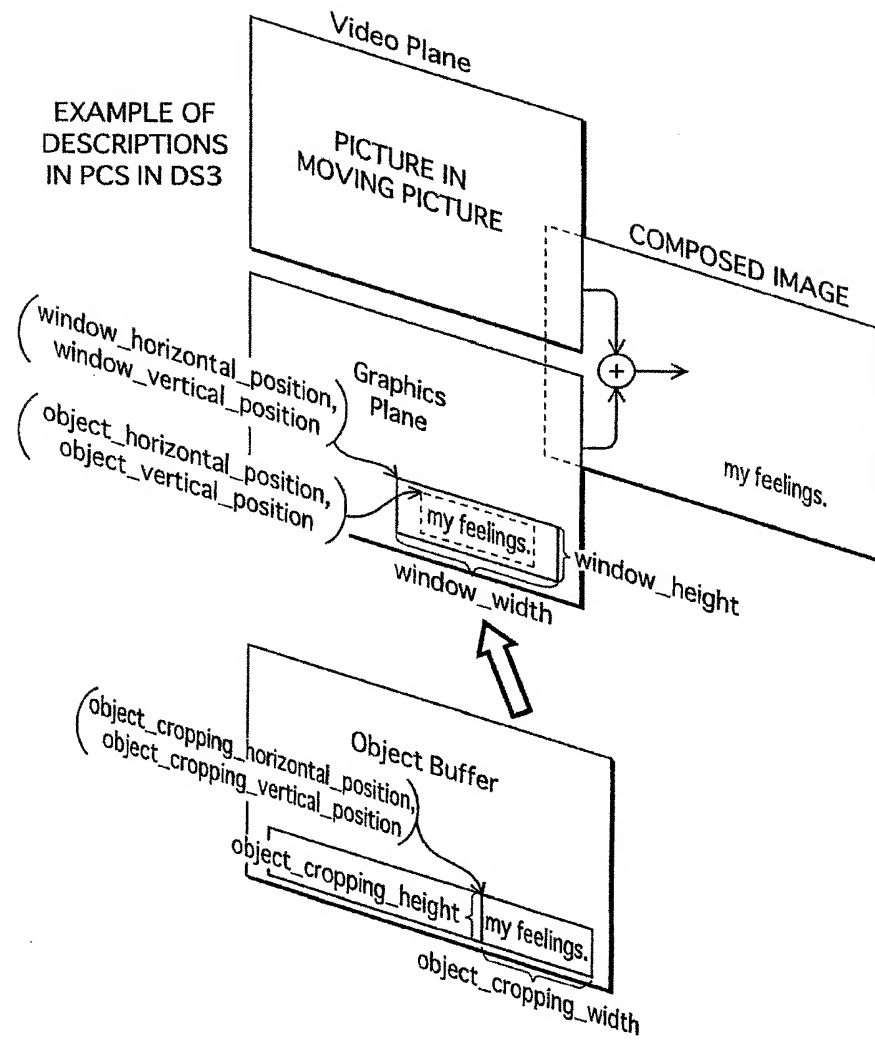 Video Plane
EXAMPLE OF
DESCRIPTIONS
IN PCS IN DS3
PICTURE IN
MOVING PICTURE
COMPOSED IMAGE
window_horizontal_position,
window_vertical_position
Graphics
Plane
+
object_horizontal_position,
object_vertical_position
my feelings.
my feelings.
window_height
window_width
object_cropping_horizontal_position,
object_cropping_vertical_position
Object Buffer
object_cropping_height
my feelings.
object_cropping_width